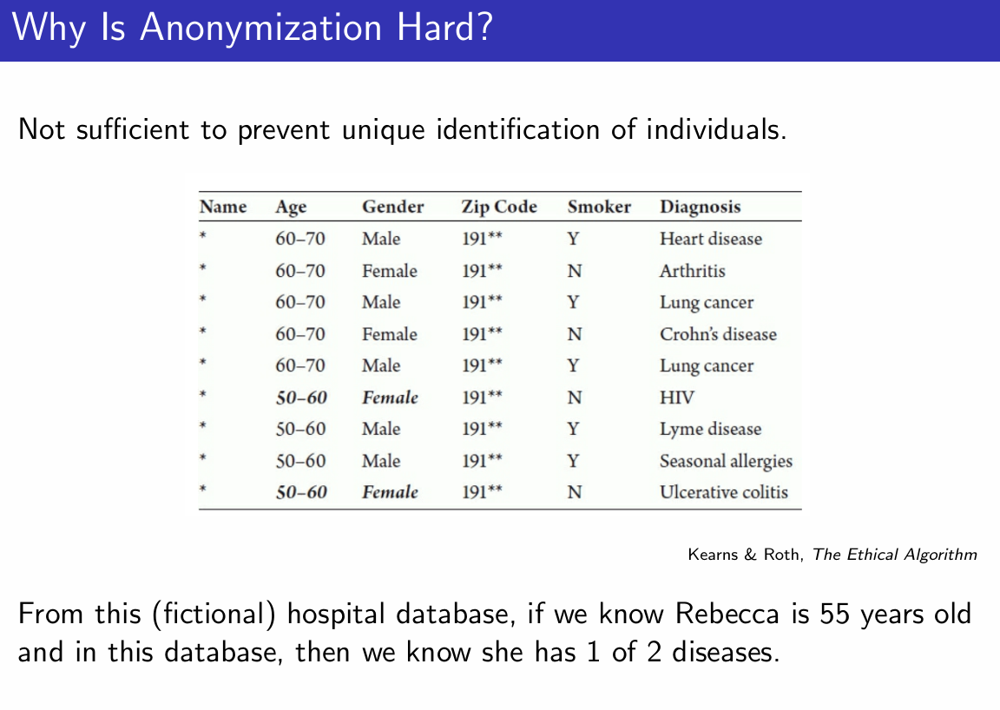 Why Is Anonymization Hard?
Not sufficient to prevent unique identification of individuals.
Name Age Gender Zip Code Smoker Diagnosis
* 60–70 Male 191** Y Heart disease
* 60–70 Female 191** N Arthritis
* 60–70 Male 191** Y Lung cancer
* 60–70 Female 191** N Crohn's disease
* 60–70 Male 191** Y Lung cancer
* 50–60 Female 191** N HIV
* 50–60 Male 191** Y Lyme disease
* 50–60 Male 191** Y Seasonal allergies
* 50–60 Female 191** N Ulcerative colitis
Kearns & Roth, The Ethical Algorithm
From this (fictional) hospital database, if we know Rebecca is 55 years old
and in this database, then we know she has 1 of 2 diseases.